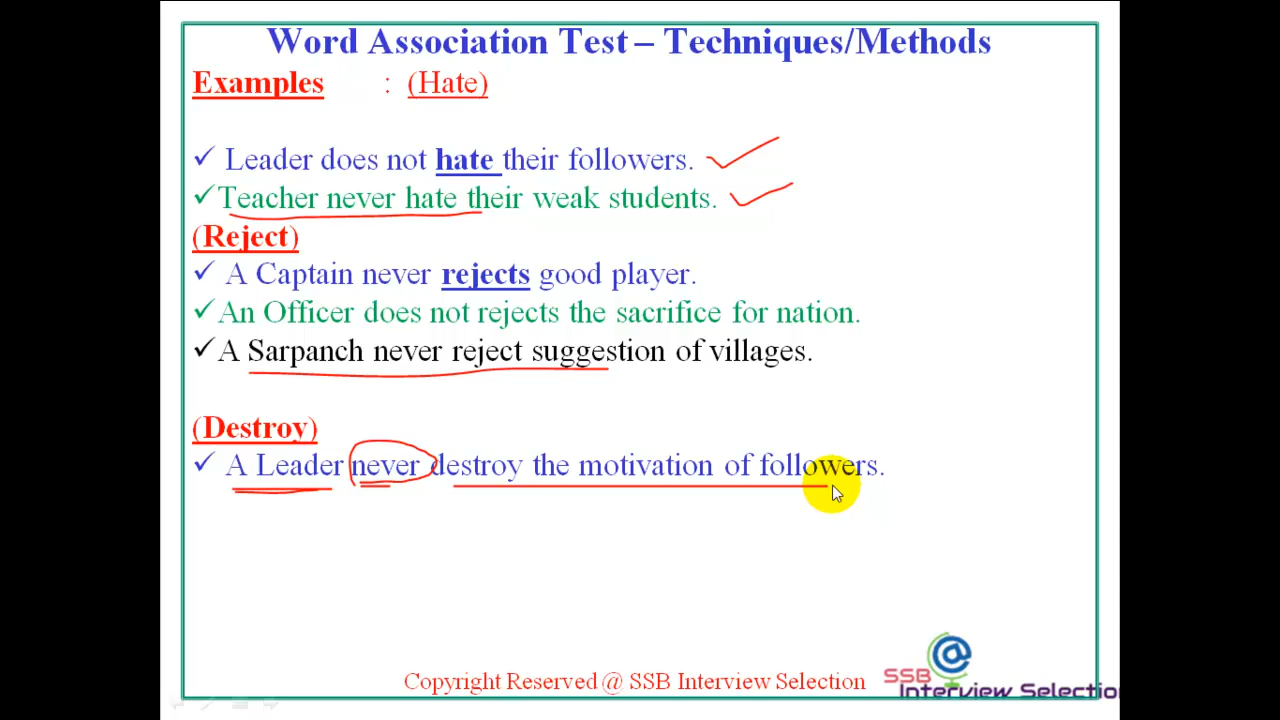 Word Association Test – Techniques/Methods
Examples : (Hate)
✓ Leader does not hate their followers.
✓ Teacher never hate their weak students.
(Reject)
✓ A Captain never rejects good player.
✓ An Officer does not rejects the sacrifice for nation.
✓ A Sarpanch never reject suggestion of villages.
(Destroy)
✓ A Leader never destroy the motivation of followers.
Copyright Reserved @ SSB Interview Selection
SSB
Interview Selectio